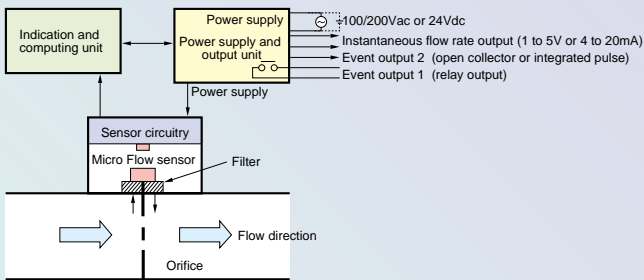 Power supply
100/200Vac or 24Vdc
Indication and
computing unit
Power supply and
output unit
Instantaneous flow rate output (1 to 5V or 4 to 20mA)
Event output 2 (open collector or integrated pulse)
Event output 1 (relay output)
Power supply
Sensor circuitry
Micro Flow sensor
Filter
Flow direction
Orifice